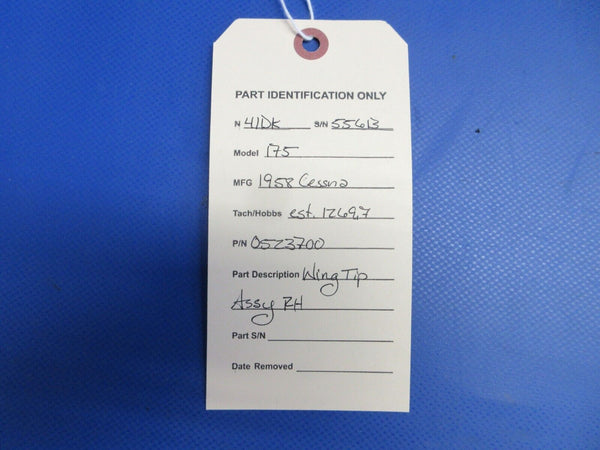 PART IDENTIFICATION ONLY
N 41DK S/N 55613
Model 175
MFG 1958 Cessna
Tach/Hobbs est. 1269.7
P/N 0523700
Part Description Wing Tip
Assy RH
Part S/N
Date Removed